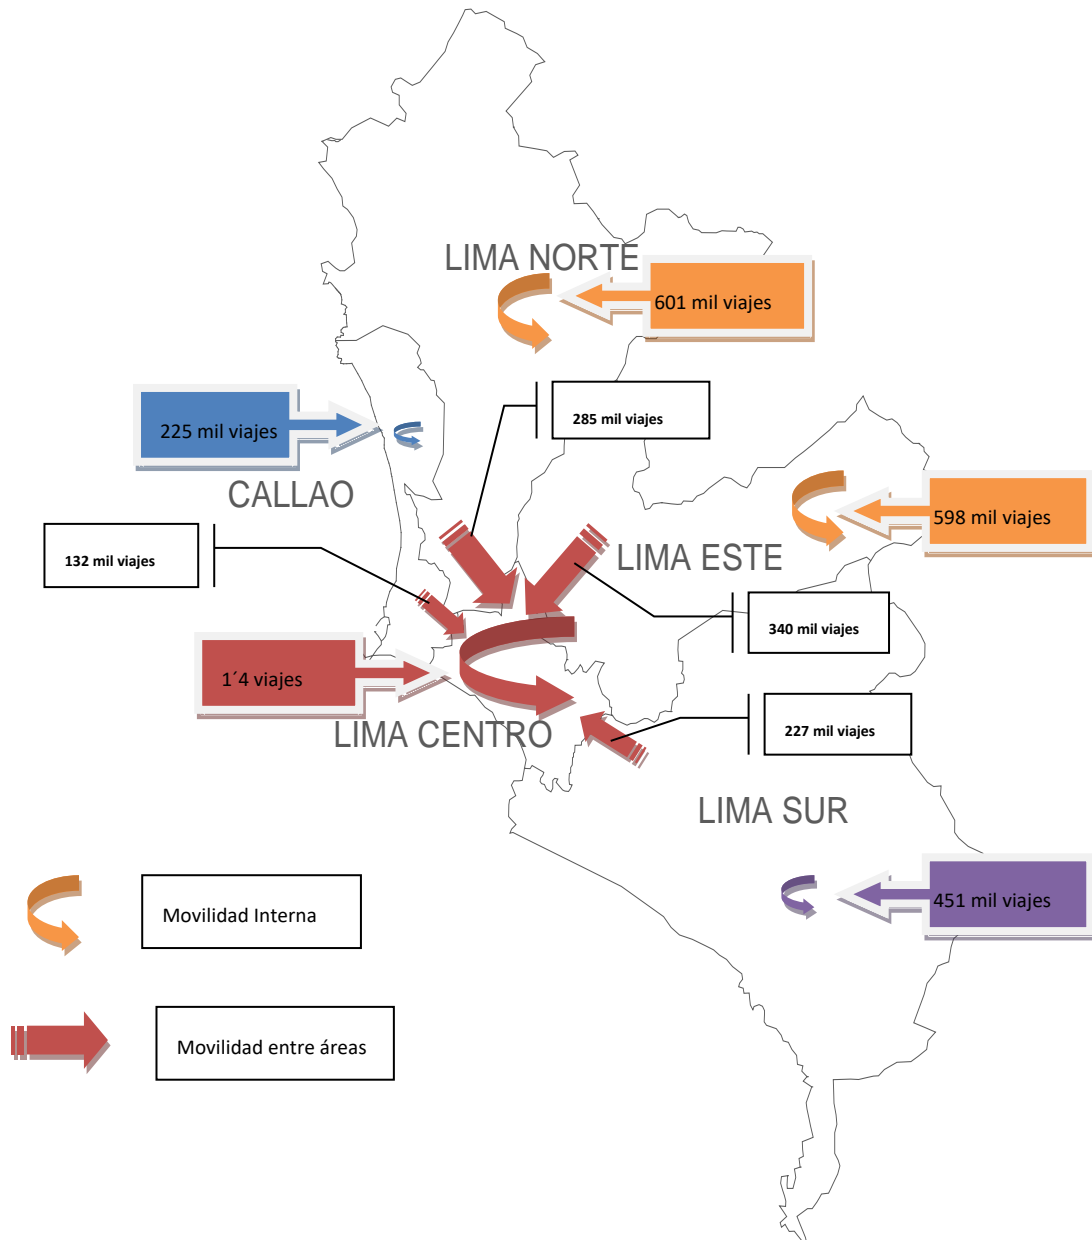 LIMA NORTE
601 mil viajes
285 mil viajes
225 mil viajes
CALLAO
598 mil viajes
132 mil viajes
LIMA ESTE
340 mil viajes
1´4 viajes
LIMA CENTRO
227 mil viajes
LIMA SUR
451 mil viajes
Movilidad Interna
Movilidad entre áreas